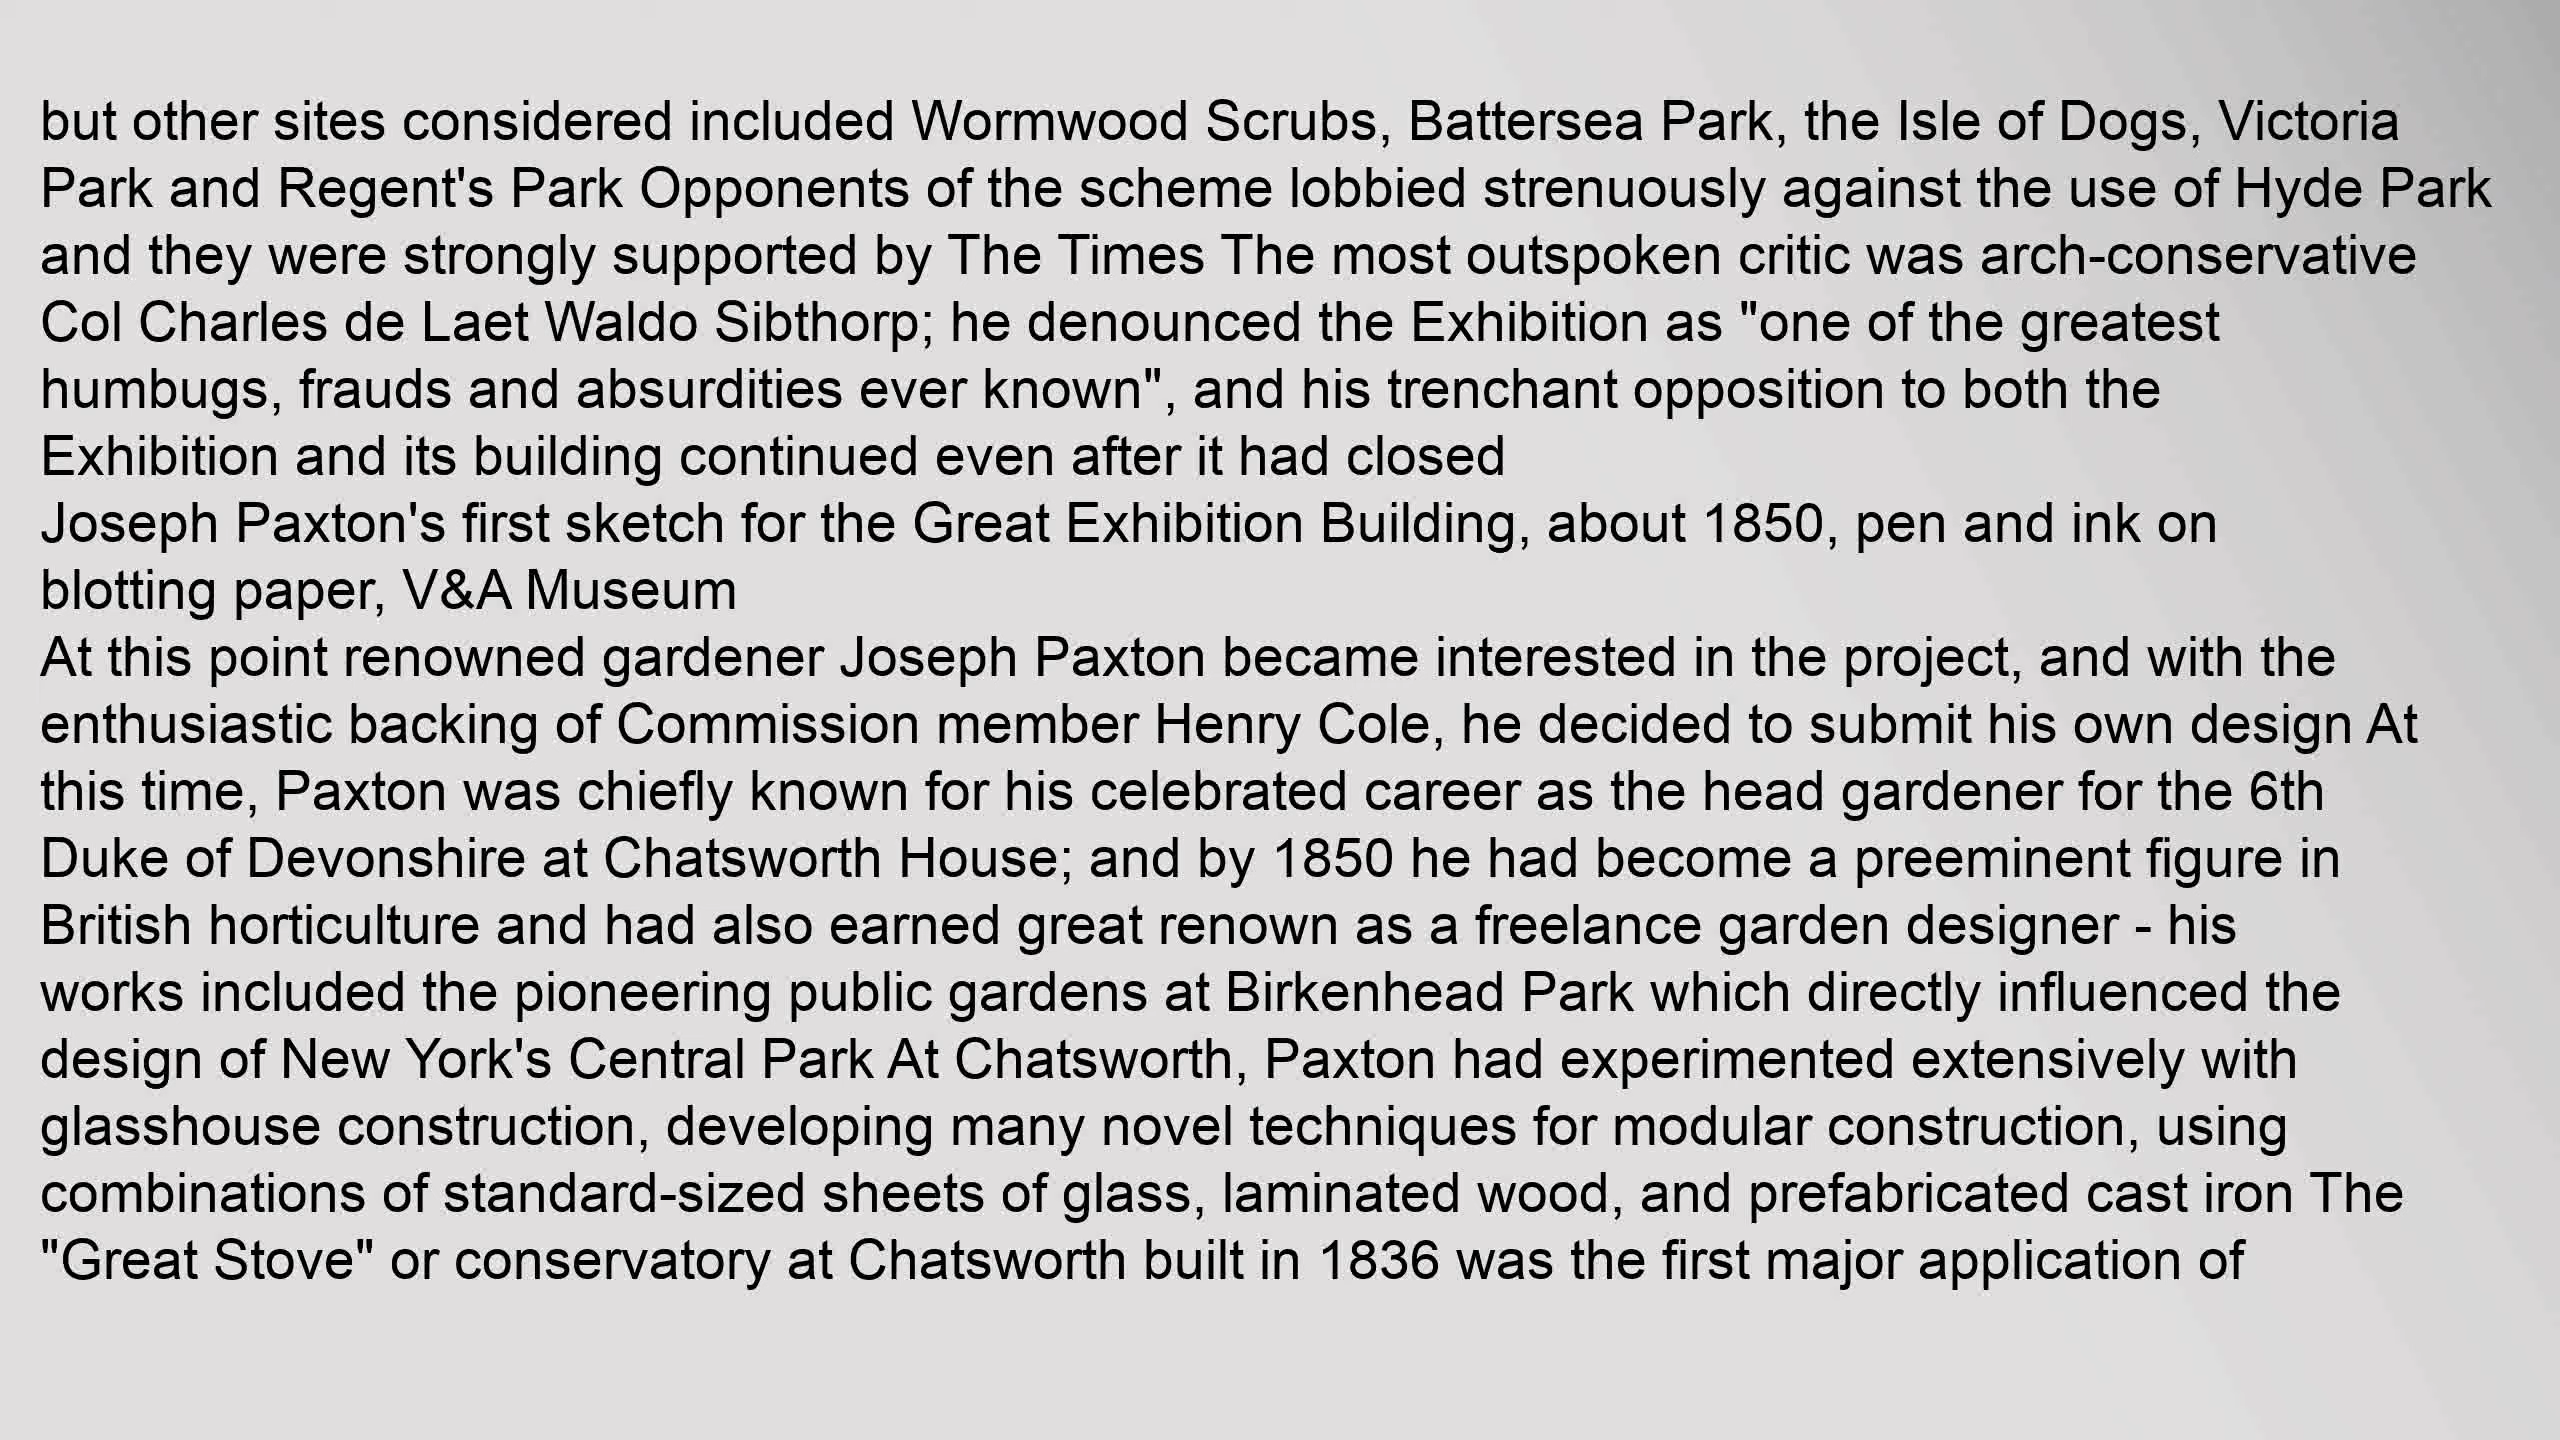 but other sites considered included Wormwood Scrubs, Battersea Park, the Isle of Dogs, Victoria
Park and Regent's Park Opponents of the scheme lobbied strenuously against the use of Hyde Park
and they were strongly supported by The Times The most outspoken critic was arch-conservative
Col Charles de Laet Waldo Sibthorp; he denounced the Exhibition as "one of the greatest
humbugs, frauds and absurdities ever known", and his trenchant opposition to both the
Exhibition and its building continued even after it had closed
Joseph Paxton's first sketch for the Great Exhibition Building, about 1850, pen and ink on
blotting paper, V&A Museum
At this point renowned gardener Joseph Paxton became interested in the project, and with the
enthusiastic backing of Commission member Henry Cole, he decided to submit his own design At
this time, Paxton was chiefly known for his celebrated career as the head gardener for the 6th
Duke of Devonshire at Chatsworth House; and by 1850 he had become a preeminent figure in
British horticulture and had also earned great renown as a freelance garden designer - his
works included the pioneering public gardens at Birkenhead Park which directly influenced the
design of New York's Central Park At Chatsworth, Paxton had experimented extensively with
glasshouse construction, developing many novel techniques for modular construction, using
combinations of standard-sized sheets of glass, laminated wood, and prefabricated cast iron The
"Great Stove" or conservatory at Chatsworth built in 1836 was the first major application of